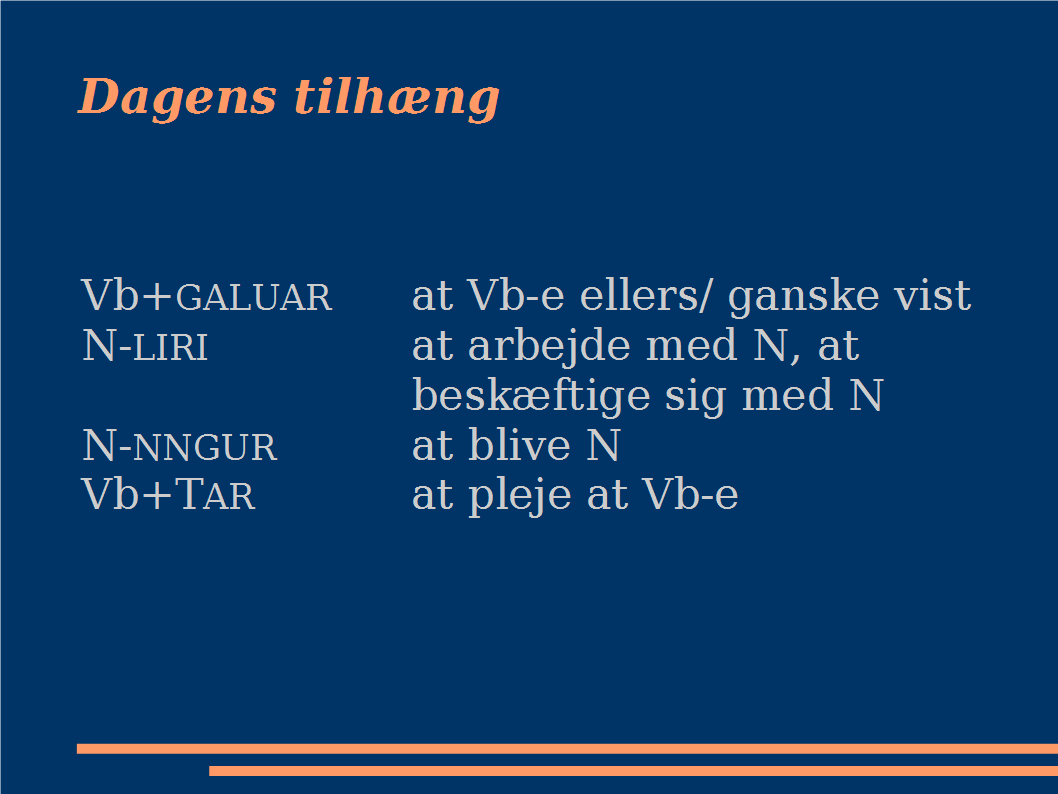 Dagens tilhæng
Vb+GALUAR at Vb-e ellers/ ganske vist
N-LIRI at arbejde med N, at
beskæftige sig med N
N-NNGUR at blive N
Vb+TAR at pleje at Vb-e